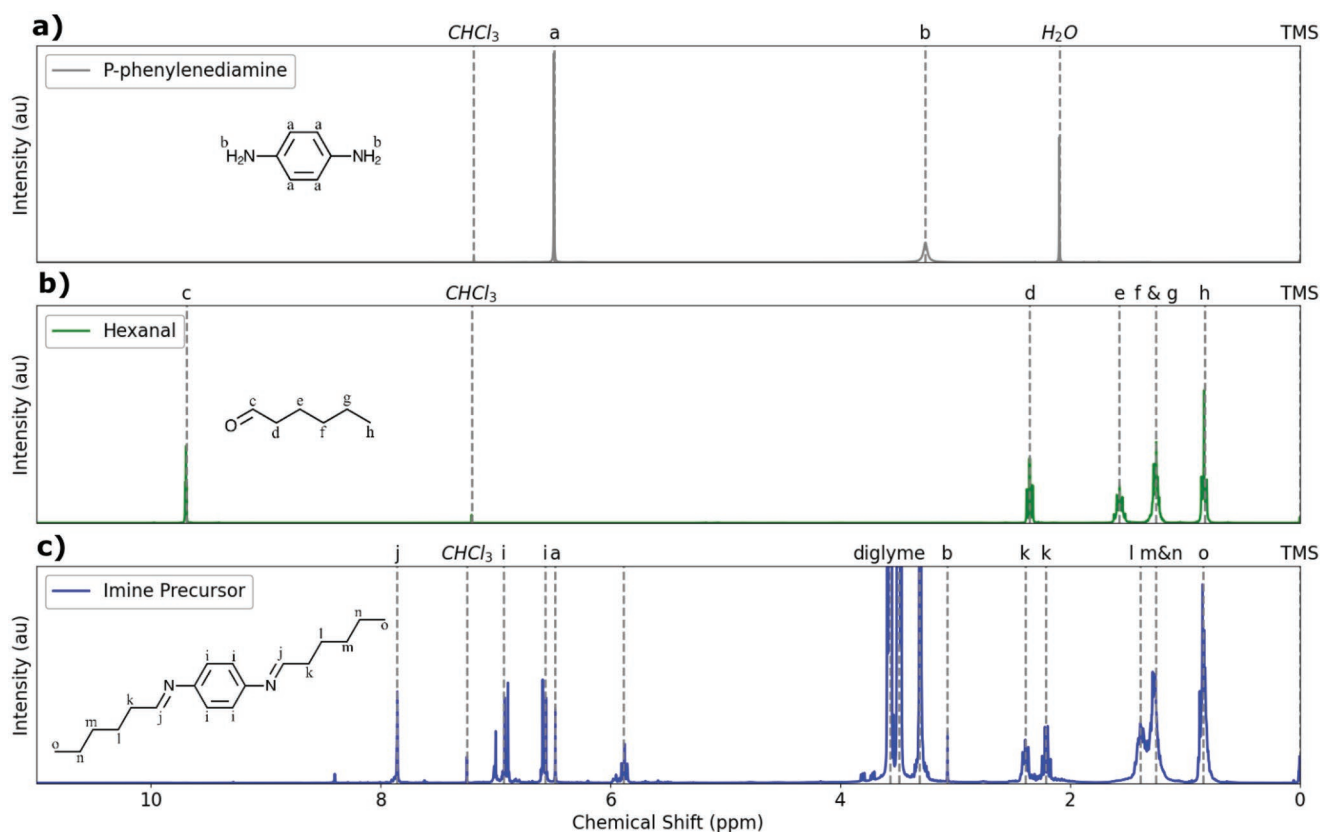 a) CHCl3 a b H2O TMS
Intensity (au)
P-phenylenediamine
a a
b b
H2N NH2
a a
b) c CHCl3 d e f & g h TMS
Intensity (au)
Hexanal
c e g
O
d f h
c) j CHCl3 i i a diglyme b k k l m&n o TMS
Intensity (au)
Imine Precursor
n
o
l
m
i i j
k
N N
k
i i
m j
l
o
n
10 8 6 4 2 0
Chemical Shift (ppm)